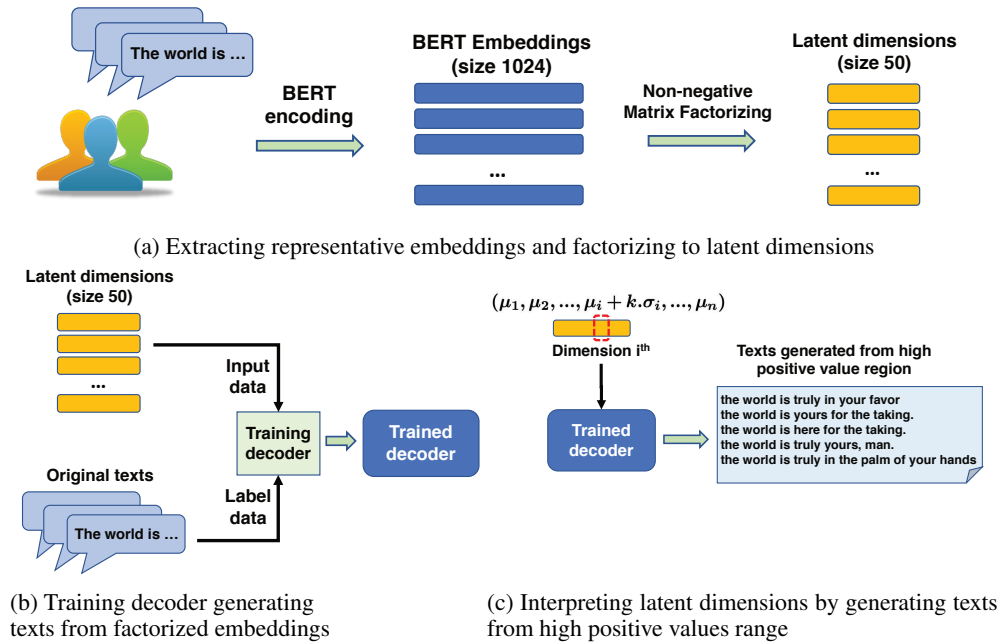 The world is ...
BERT
encoding
BERT Embeddings
(size 1024)
...
Non-negative
Matrix Factorizing
Latent dimensions
(size 50)
...
(a) Extracting representative embeddings and factorizing to latent dimensions
Latent dimensions
(size 50)
...
Input
data
Training
decoder
Trained
decoder
Original texts
The world is ...
Label
data
(b) Training decoder generating
texts from factorized embeddings
(μ₁, μ₂, ..., μᵢ + k.σᵢ, ..., μₙ)
Dimension iᵗʰ
Trained
decoder
Texts generated from high
positive value region
the world is truly in your favor
the world is yours for the taking.
the world is here for the taking.
the world is truly yours, man.
the world is truly in the palm of your hands
(c) Interpreting latent dimensions by generating texts
from high positive values range